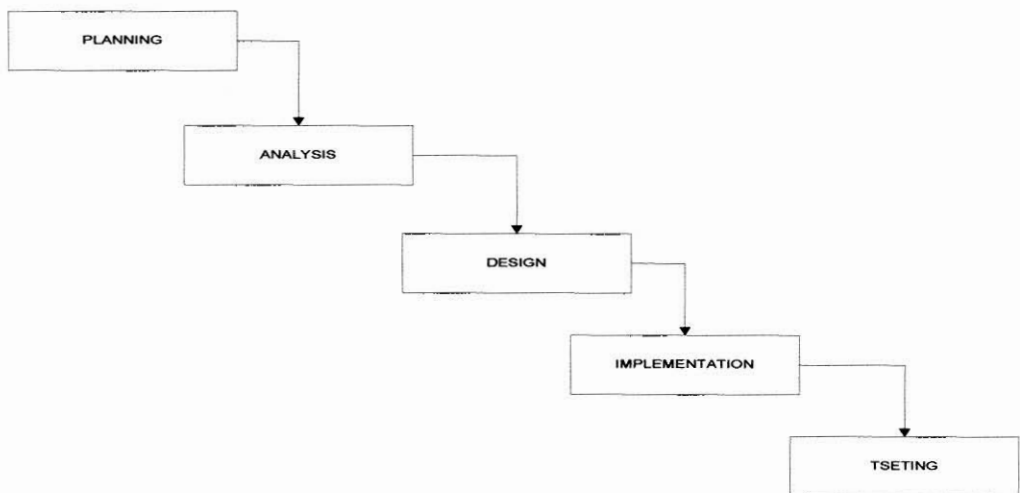 PLANNING
ANALYSIS
DESIGN
IMPLEMENTATION
TSETING